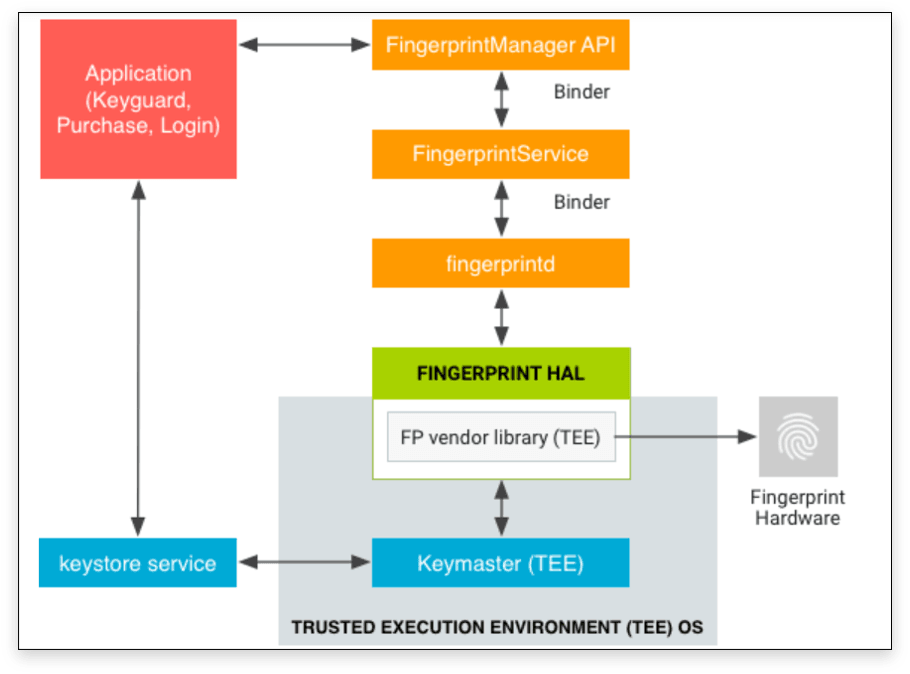 Application
(Keyguard,
Purchase, Login)
FingerprintManager API
Binder
FingerprintService
Binder
fingerprintd
FINGERPRINT HAL
FP vendor library (TEE)
Fingerprint
Hardware
keystore service
Keymaster (TEE)
TRUSTED EXECUTION ENVIRONMENT (TEE) OS